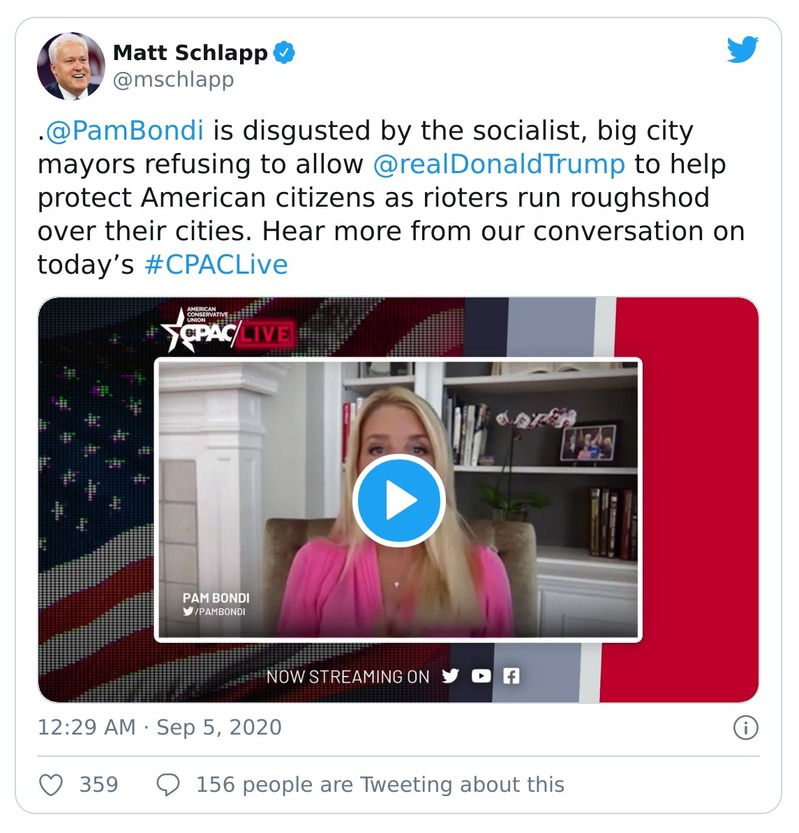 Matt Schlapp
@mschlapp
.@PamBondi is disgusted by the socialist, big city
mayors refusing to allow @realDonaldTrump to help
protect American citizens as rioters run roughshod
over their cities. Hear more from our conversation on
today’s #CPACLive
AMERICAN
CONSERVATIVE
UNION
CPAC/LIVE
PAM BONDI
/PAMBONDI
NOW STREAMING ON
12:29 AM · Sep 5, 2020
359
156 people are Tweeting about this